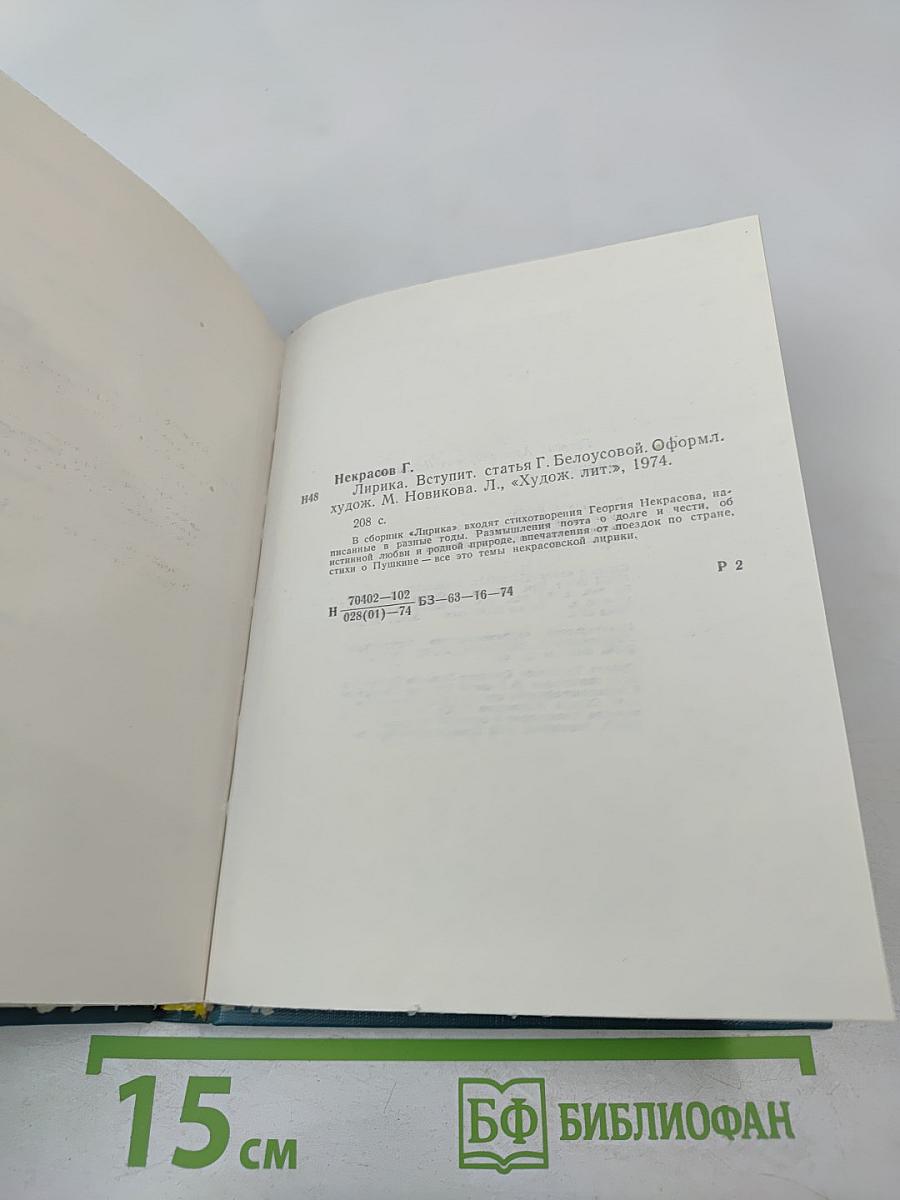 Некрасов Г.
Н48 Лирика. Вступит. статья Г. Белоусовой. Оформл.
худож. М. Новикова. Л., «Худож. лит.», 1974.
208 с.
В сборник «Лирика» входят стихотворения Георгия Некрасова, на-
писанные в разные годы. Размышления поэта о долге и чести, об
истинной любви и родной природе, впечатления от поездок по стране,
стихи о Пушкине — все это темы некрасовской лирики.
Н 70402—102
028(01)—74 БЗ—63—16—74
Р 2
15 см
БФ БИБЛИОФАН